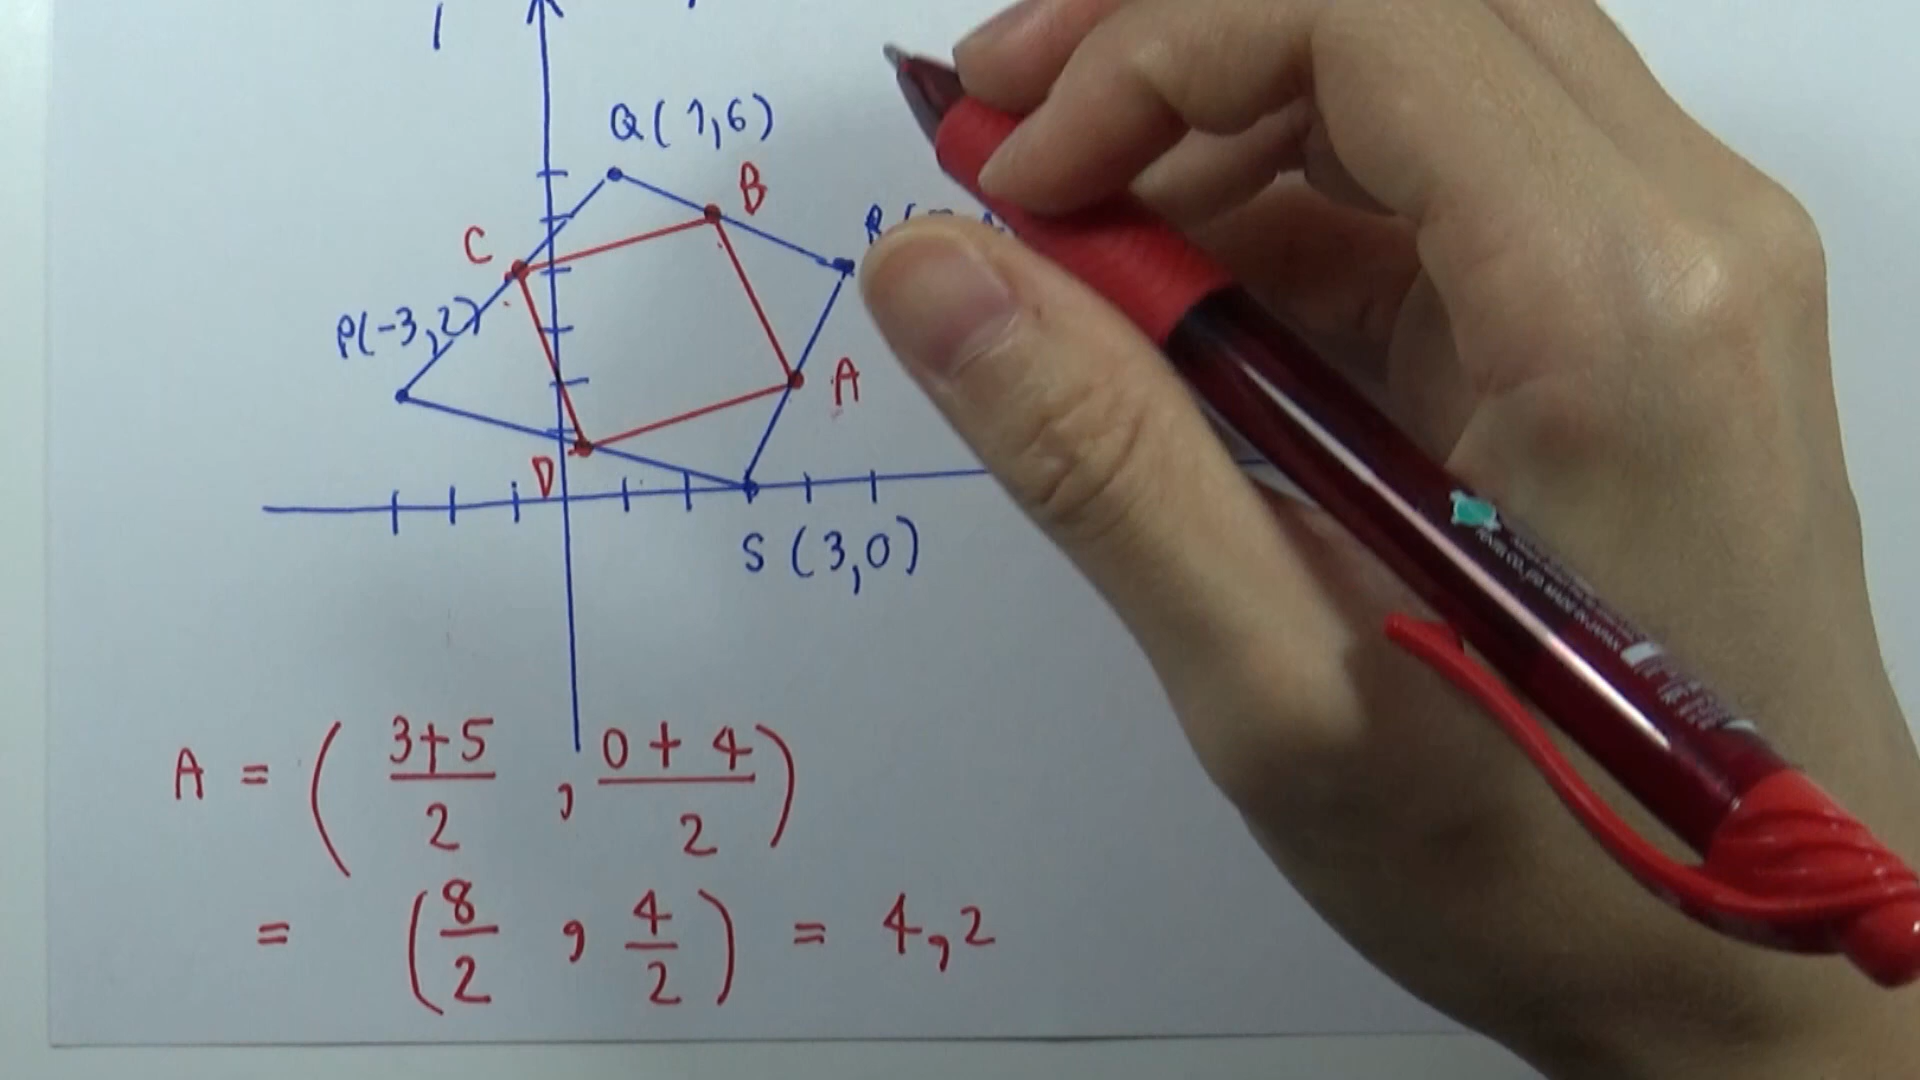 Q(1,6)
B
C
P(-3,2)
A
D
S(3,0)
A = ( 3+5 / 2 , 0+4 / 2 )
= ( 8 / 2 , 4 / 2 ) = 4,2